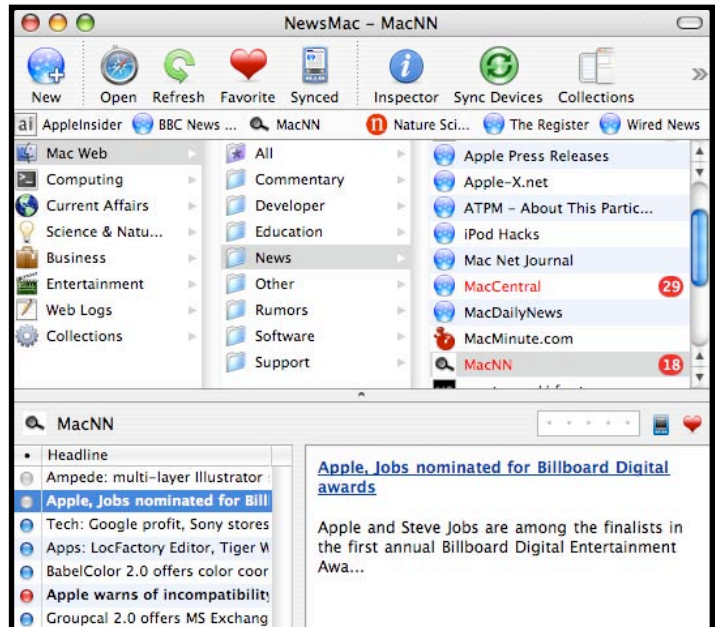 NewsMac – MacNN
New Open Refresh Favorite Synced Inspector Sync Devices Collections
ai AppleInsider BBC News ... MacNN n Nature Sci... The Register Wired News
Mac Web
Computing
Current Affairs
Science & Natu...
Business
Entertainment
Web Logs
Collections
All
Commentary
Developer
Education
News
Other
Rumors
Software
Support
Apple Press Releases
Apple-X.net
ATPM – About This Partic...
iPod Hacks
Mac Net Journal
MacCentral 29
MacDailyNews
MacMinute.com
MacNN 18
MacNN
• Headline
Ampede: multi-layer Illustrator
Apple, Jobs nominated for Bill
Tech: Google profit, Sony stores
Apps: LocFactory Editor, Tiger W
BabelColor 2.0 offers color coor
Apple warns of incompatibility
Groupcal 2.0 offers MS Exchang
Apple, Jobs nominated for Billboard Digital
awards
Apple and Steve Jobs are among the finalists in
the first annual Billboard Digital Entertainment
Awa...